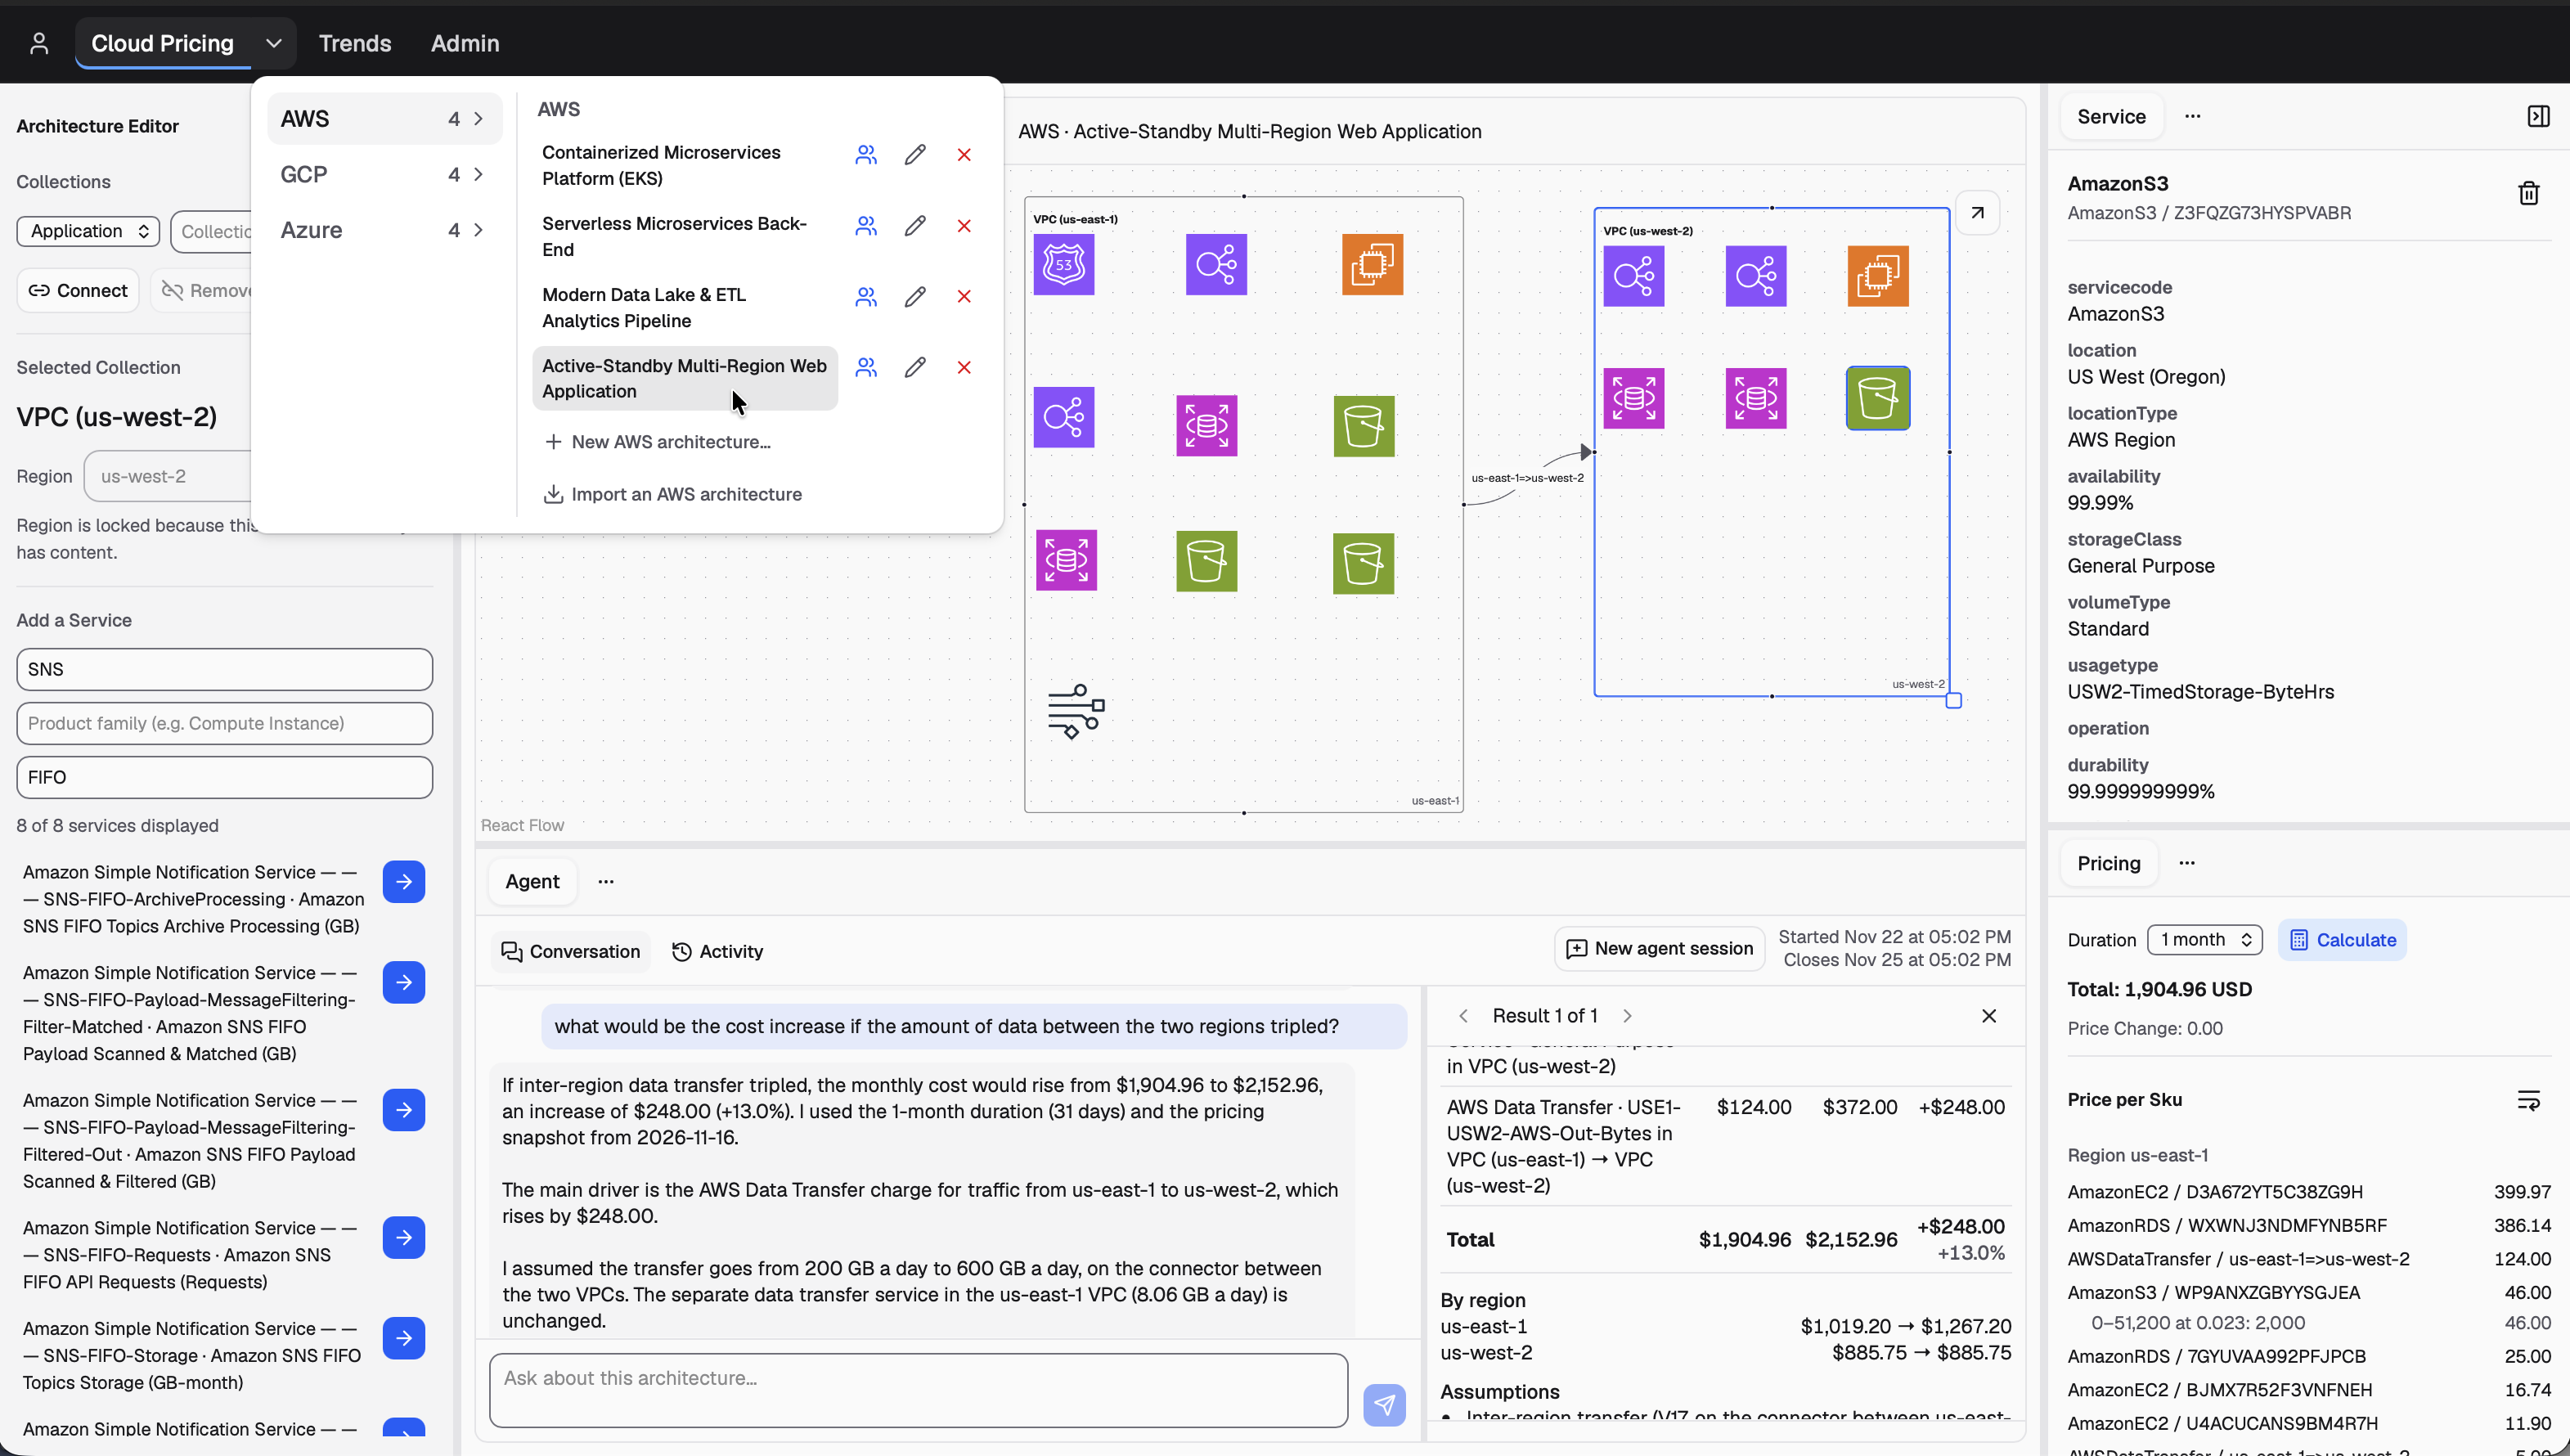 Cloud Pricing
Trends
Admin
Architecture Editor
Collections
Application
Collectio
Connect
Remove
Selected Collection
VPC (us-west-2)
Region
us-west-2
Region is locked because this
has content.
Add a Service
SNS
Product family (e.g. Compute Instance)
FIFO
8 of 8 services displayed
Amazon Simple Notification Service — —
— SNS-FIFO-ArchiveProcessing · Amazon
SNS FIFO Topics Archive Processing (GB)
Amazon Simple Notification Service — —
— SNS-FIFO-Payload-MessageFiltering-
Filter-Matched · Amazon SNS FIFO
Payload Scanned & Matched (GB)
Amazon Simple Notification Service — —
— SNS-FIFO-Payload-MessageFiltering-
Filtered-Out · Amazon SNS FIFO Payload
Scanned & Filtered (GB)
Amazon Simple Notification Service — —
— SNS-FIFO-Requests · Amazon SNS
FIFO API Requests (Requests)
Amazon Simple Notification Service — —
— SNS-FIFO-Storage · Amazon SNS FIFO
Topics Storage (GB-month)
Amazon Simple Notification Service — —
AWS 4
GCP 4
Azure 4
AWS
Containerized Microservices
Platform (EKS)
Serverless Microservices Back-
End
Modern Data Lake & ETL
Analytics Pipeline
Active-Standby Multi-Region Web
Application
New AWS architecture...
Import an AWS architecture
AWS · Active-Standby Multi-Region Web Application
VPC (us-east-1)
53
us-east-1
us-east-1=>us-west-2
VPC (us-west-2)
us-west-2
React Flow
Agent
Conversation
Activity
New agent session
Started Nov 22 at 05:02 PM
Closes Nov 25 at 05:02 PM
what would be the cost increase if the amount of data between the two regions tripled?
If inter-region data transfer tripled, the monthly cost would rise from $1,904.96 to $2,152.96,
an increase of $248.00 (+13.0%). I used the 1-month duration (31 days) and the pricing
snapshot from 2026-11-16.
The main driver is the AWS Data Transfer charge for traffic from us-east-1 to us-west-2, which
rises by $248.00.
I assumed the transfer goes from 200 GB a day to 600 GB a day, on the connector between
the two VPCs. The separate data transfer service in the us-east-1 VPC (8.06 GB a day) is
unchanged.
Ask about this architecture...
Result 1 of 1
Service · General Purpose
in VPC (us-west-2)
AWS Data Transfer · USE1- $124.00 $372.00 +$248.00
USW2-AWS-Out-Bytes in
VPC (us-east-1) → VPC
(us-west-2)
Total $1,904.96 $2,152.96 +$248.00
+13.0%
By region
us-east-1 $1,019.20 → $1,267.20
us-west-2 $885.75 → $885.75
Assumptions
• Inter-region transfer (V17 on the connector between us-east-
Service
AmazonS3
AmazonS3 / Z3FQZG73HYSPVABR
servicecode
AmazonS3
location
US West (Oregon)
locationType
AWS Region
availability
99.99%
storageClass
General Purpose
volumeType
Standard
usagetype
USW2-TimedStorage-ByteHrs
operation
durability
99.999999999%
Pricing
Duration
1 month
Calculate
Total: 1,904.96 USD
Price Change: 0.00
Price per Sku
Region us-east-1
AmazonEC2 / D3A672YT5C38ZG9H 399.97
AmazonRDS / WXWNJ3NDMFYNB5RF 386.14
AWSDataTransfer / us-east-1=>us-west-2 124.00
AmazonS3 / WP9ANXZGBYYSGJEA 46.00
0–51,200 at 0.023: 2,000 46.00
AmazonRDS / 7GYUVAA992PFJPCB 25.00
AmazonEC2 / BJMX7R52F3VNFNEH 16.74
AmazonEC2 / U4ACUCANS9BM4R7H 11.90
AWSDataTransfer / us-east-1=>us-west-2 5.00